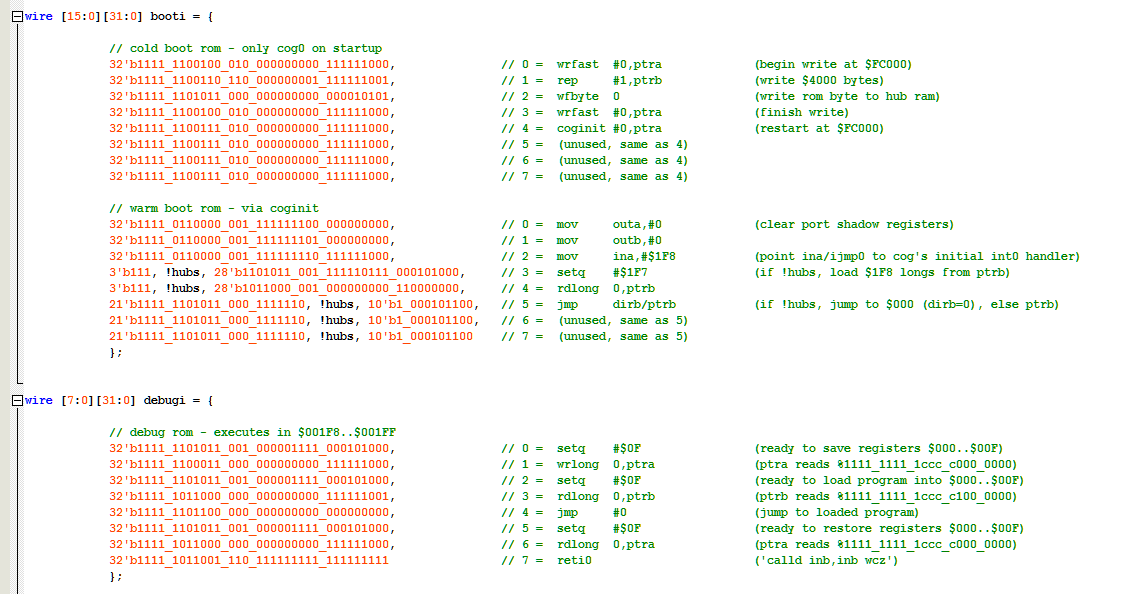 wire [15:0][31:0] booti = {
// cold boot rom - only cog0 on startup
32'b1111_1100100_010_000000000_111111000, // 0 = wrfast #0,ptra (begin write at $FC000)
32'b1111_1100110_110_000000001_111111001, // 1 = rep #1,ptrb (write $4000 bytes)
32'b1111_1101011_000_000000000_000010101, // 2 = wfbyte 0 (write rom byte to hub ram)
32'b1111_1100100_010_000000000_111111000, // 3 = wrfast #0,ptra (finish write)
32'b1111_1100111_010_000000000_111111000, // 4 = coginit #0,ptra (restart at $FC000)
32'b1111_1100111_010_000000000_111111000, // 5 = (unused, same as 4)
32'b1111_1100111_010_000000000_111111000, // 6 = (unused, same as 4)
32'b1111_1100111_010_000000000_111111000, // 7 = (unused, same as 4)
// warm boot rom - via coginit
32'b1111_0110000_001_111111100_000000000, // 0 = mov outa,#0 (clear port shadow registers)
32'b1111_0110000_001_111111101_000000000, // 1 = mov outb,#0
32'b1111_0110000_001_111111110_111111000, // 2 = mov ina,#$1F8 (point ina/ijmp0 to cog's initial int0 handler)
3'b111, !hubs, 28'b1101011_001_111110111_000101000, // 3 = setq #$1F7 (if !hubs, load $1F8 longs from ptrb)
3'b111, !hubs, 28'b1011000_001_000000000_110000000, // 4 = rdlong 0,ptrb
21'b1111_1101011_000_1111110, !hubs, 10'b1_000101100, // 5 = jmp dirb/ptrb (if !hubs, jump to $000 (dirb=0), else ptrb)
21'b1111_1101011_000_1111110, !hubs, 10'b1_000101100, // 6 = (unused, same as 5)
21'b1111_1101011_000_1111110, !hubs, 10'b1_000101100 // 7 = (unused, same as 5)
};
wire [7:0][31:0] debugi = {
// debug rom - executes in $001F8..$001FF
32'b1111_1101011_001_000001111_000101000, // 0 = setq #$0F (ready to save registers $000..$00F)
32'b1111_1100011_000_000000000_111111000, // 1 = wrlong 0,ptra (ptra reads %1111_1111_1ccc_c000_0000)
32'b1111_1101011_001_000001111_000101000, // 2 = setq #$0F (ready to load program into $000..$00F)
32'b1111_1011000_000_000000000_111111001, // 3 = rdlong 0,ptrb (ptrb reads %1111_1111_1ccc_c100_0000)
32'b1111_1101100_000_000000000_000000000, // 4 = jmp #0 (jump to loaded program)
32'b1111_1101011_001_000001111_000101000, // 5 = setq #$0F (ready to restore registers $000..$00F)
32'b1111_1011000_000_000000000_111111000, // 6 = rdlong 0,ptra (ptra reads %1111_1111_1ccc_c000_0000)
32'b1111_1011001_110_111111111_111111111 // 7 = reti0 ('calld inb,inb wcz')
};